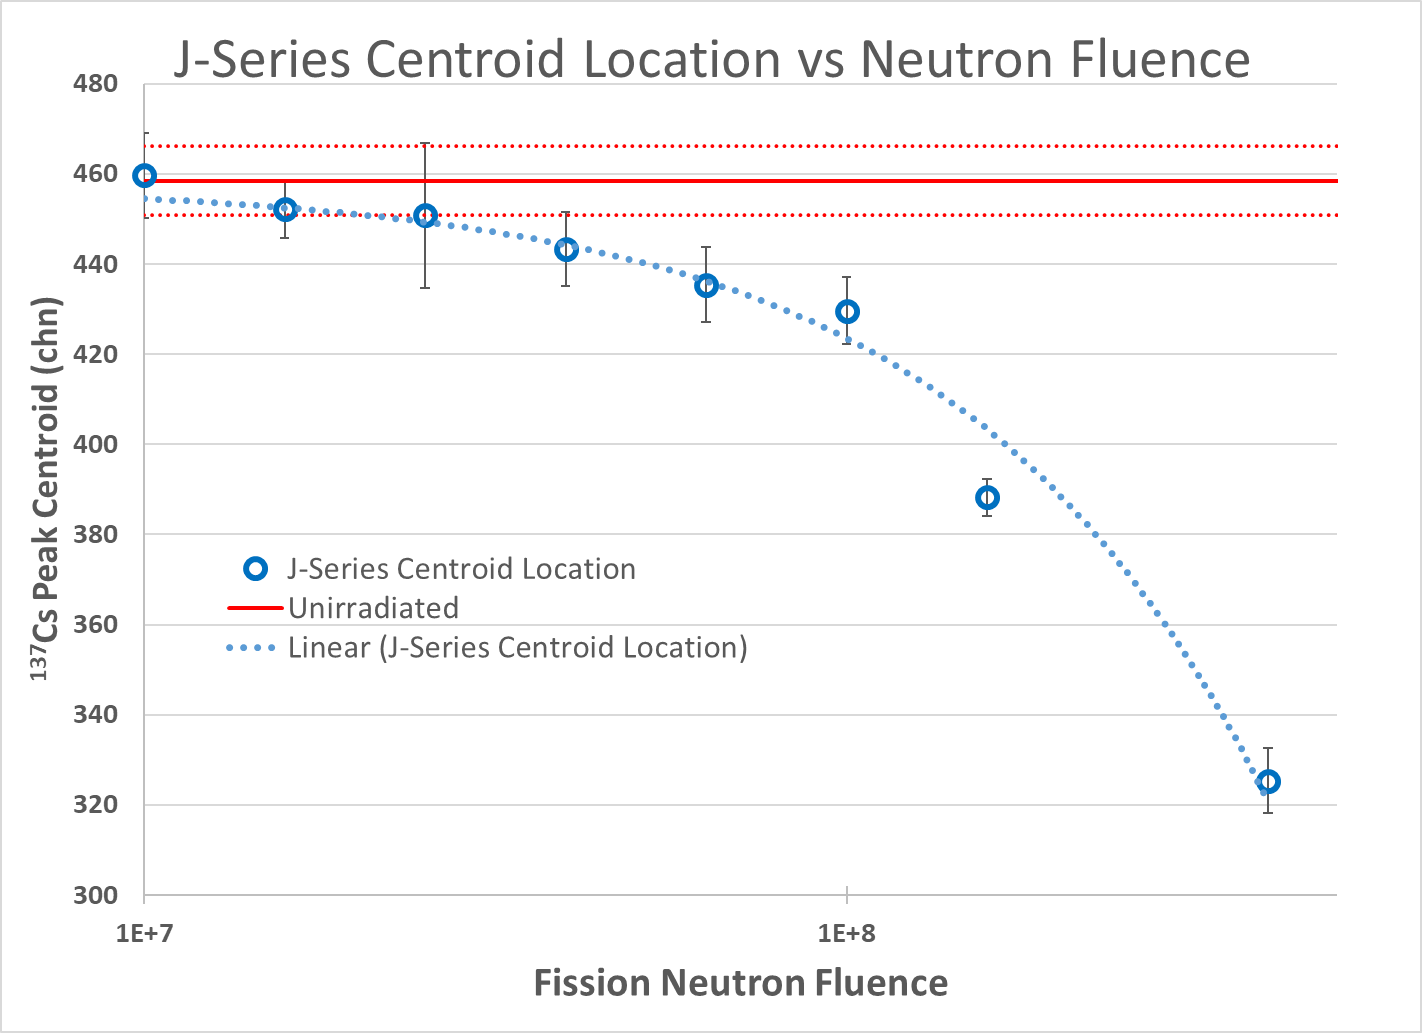 J-Series Centroid Location vs Neutron Fluence
480
460
440
420
400
380
360
340
320
300
137Cs Peak Centroid (chn)
J-Series Centroid Location
Unirradiated
Linear (J-Series Centroid Location)
1E+7
1E+8
Fission Neutron Fluence